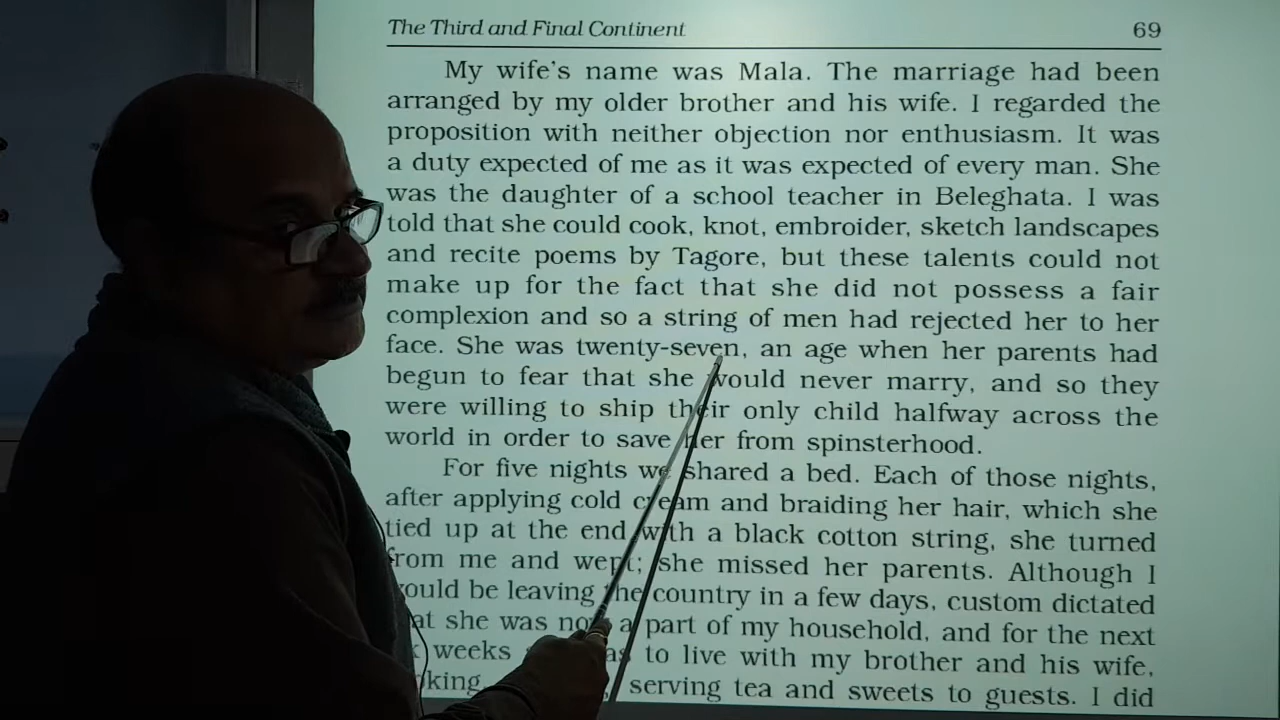 The Third and Final Continent 69
My wife's name was Mala. The marriage had been
arranged by my older brother and his wife. I regarded the
proposition with neither objection nor enthusiasm. It was
a duty expected of me as it was expected of every man. She
was the daughter of a school teacher in Beleghata. I was
told that she could cook, knot, embroider, sketch landscapes
and recite poems by Tagore, but these talents could not
make up for the fact that she did not possess a fair
complexion and so a string of men had rejected her to her
face. She was twenty-seven, an age when her parents had
begun to fear that she would never marry, and so they
were willing to ship their only child halfway across the
world in order to save her from spinsterhood.
For five nights we shared a bed. Each of those nights,
after applying cold cream and braiding her hair, which she
tied up at the end with a black cotton string, she turned
from me and wept; she missed her parents. Although I
would be leaving the country in a few days, custom dictated
that she was now a part of my household, and for the next
weeks to live with my brother and his wife,
serving tea and sweets to guests. I did